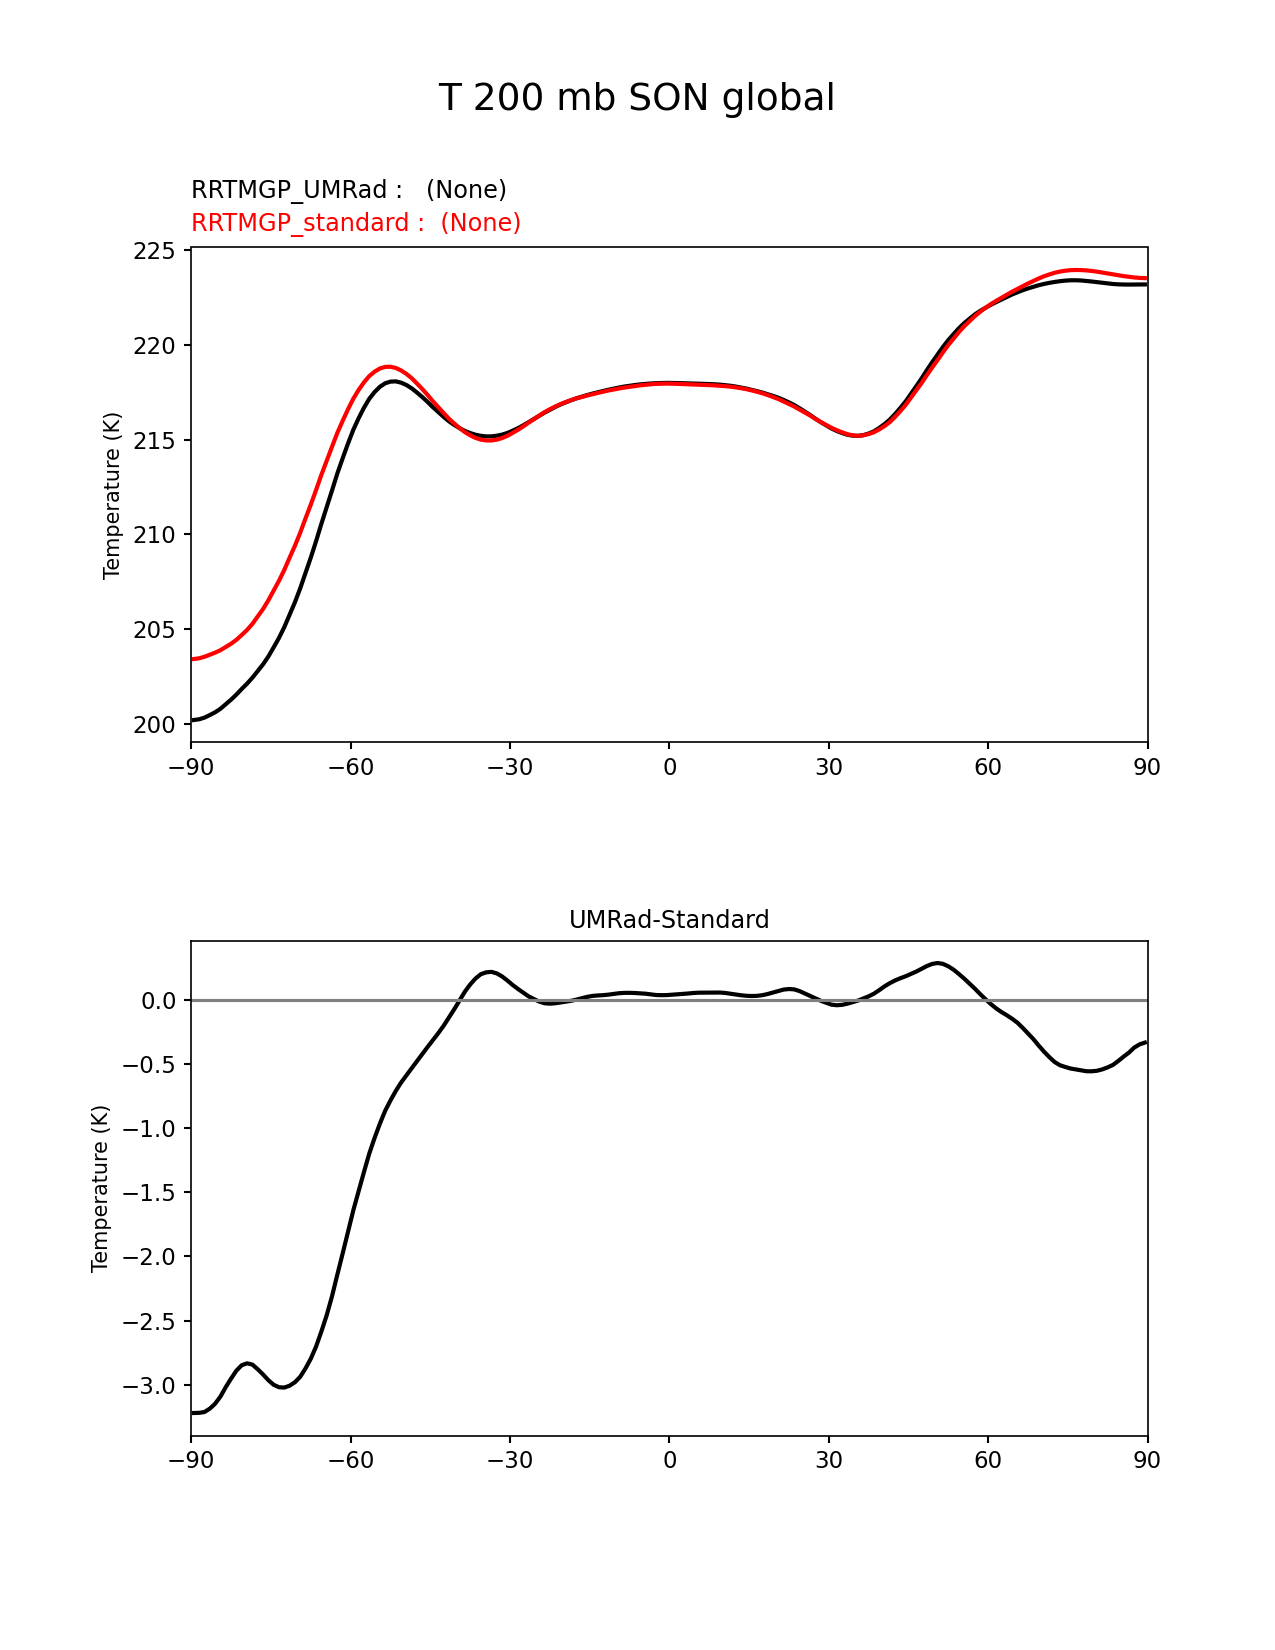 T 200 mb SON global
RRTMGP_UMRad :   (None)
RRTMGP_standard :  (None)
225
220
215
210
205
200
Temperature (K)
−90 −60 −30 0 30 60 90
UMRad-Standard
0.0
−0.5
−1.0
−1.5
−2.0
−2.5
−3.0
Temperature (K)
−90 −60 −30 0 30 60 90